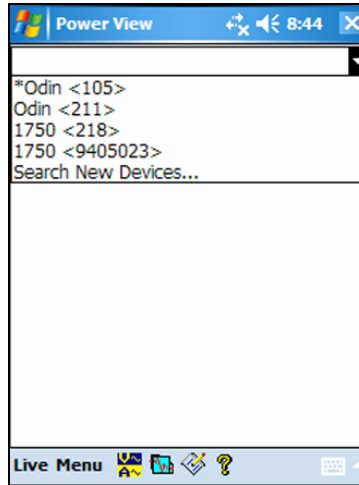 Power View 8:44
*Odin <105>
Odin <211>
1750 <218>
1750 <9405023>
Search New Devices...
Live Menu